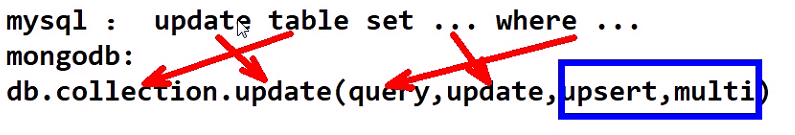 mysql : update table set ... where ...
mongodb:
db.collection.update(query,update,upsert,multi)